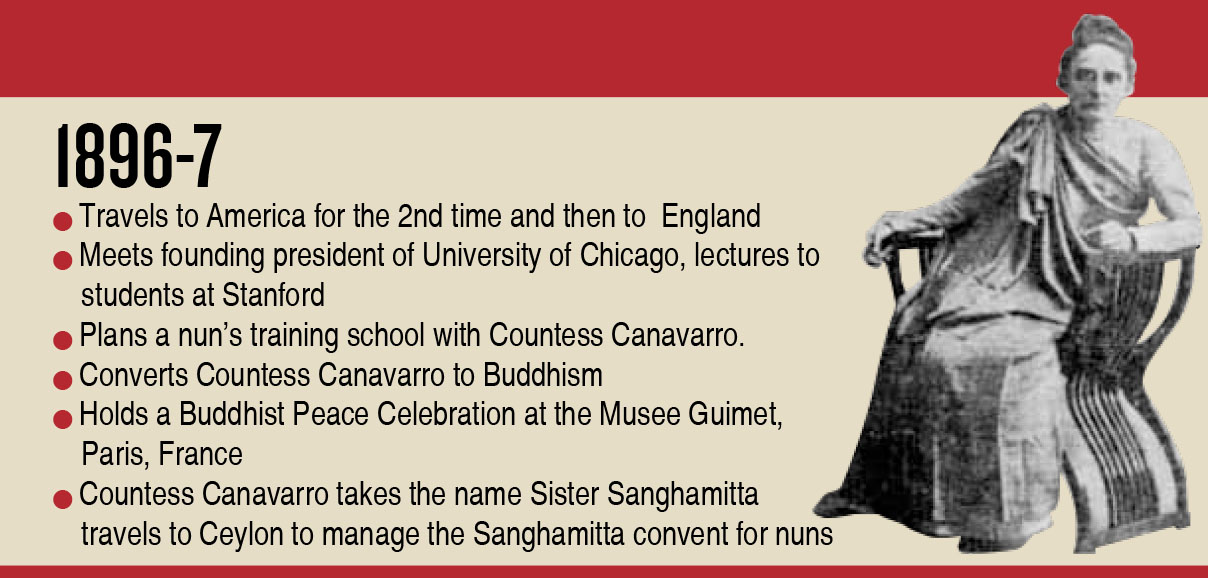 1896-7
● Travels to America for the 2nd time and then to England
● Meets founding president of University of Chicago, lectures to
students at Stanford
● Plans a nun’s training school with Countess Canavarro.
● Converts Countess Canavarro to Buddhism
● Holds a Buddhist Peace Celebration at the Musee Guimet,
Paris, France
● Countess Canavarro takes the name Sister Sanghamitta
travels to Ceylon to manage the Sanghamitta convent for nuns